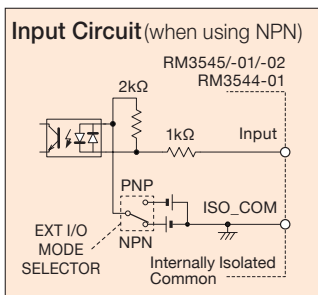 Input Circuit (when using NPN)
RM3545/-01/-02
RM3544-01
2kΩ
1kΩ
Input
PNP
ISO_COM
EXT I/O
MODE
SELECTOR
NPN
Internally Isolated
Common